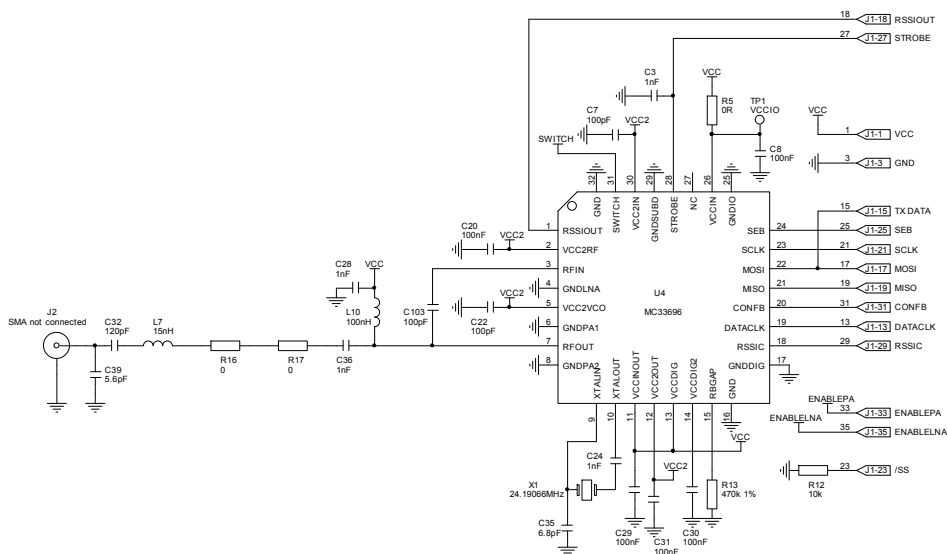 18 J1-18 RSSIOUT
27 J1-27 STROBE
C3
1nF
VCC
R5
0R
TP1
VCCIO
C7
100pF
VCC2
VCC
1 J1-1 VCC
SWITCH
C8
100nF
3 J1-3 GND
32 31 30 29 28 27 26 25
GND SWITCH VCC2IN GNDSUBD STROBE NC VCCIN GNDIO
15 J1-15 TXDATA
1 RSSIOUT
SEB 24
25 J1-25 SEB
C20
100nF
VCC2
2 VCC2RF
SCLK 23
21 J1-21 SCLK
3 RFIN
MOSI 22
17 J1-17 MOSI
C28
1nF
VCC
4 GNDLNA
MISO 21
19 J1-19 MISO
U4
MC33696
L10
100nH
C103
100pF
VCC2
C22
100pF
5 VCC2VCO
CONFB 20
31 J1-31 CONFB
6 GNDPA1
DATACLK 19
13 J1-13 DATACLK
J2
SMA not connected
C32
120pF
L7
15nH
R16
0
R17
0
C36
1nF
7 RFOUT
RSSIC 18
29 J1-29 RSSIC
8 GNDPA2
GNDDIG 17
C39
5.6pF
XTALIN XTALOUT VCCINOUT VCC2OUT VCCDIG VCCDIG2 RBGAP GND
9 10 11 12 13 14 15 16
ENABLEPA
33 J1-33 ENABLEPA
ENABLELNA
35 J1-35 ENABLELNA
VCC
C24
1nF
VCC2
23 J1-23 /SS
R12
10k
X1
24.19066MHz
R13
470k 1%
C35
6.8pF
C29
100nF
C31
100nF
C30
100nF